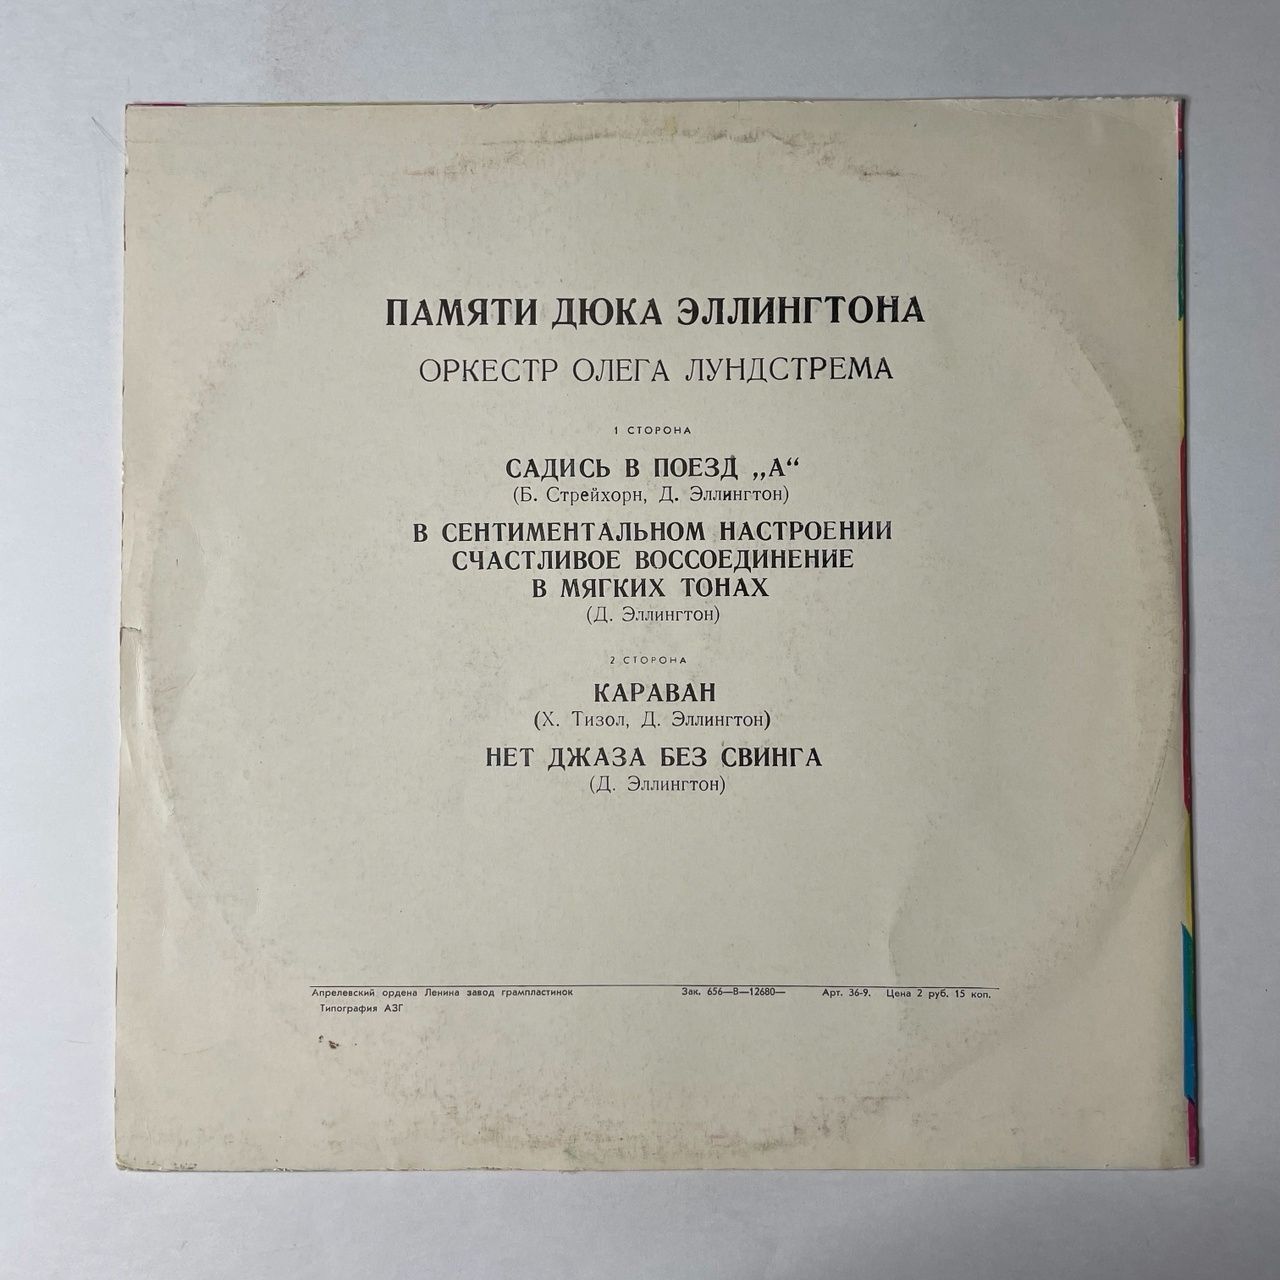 ПАМЯТИ ДЮКА ЭЛЛИНГТОНА
ОРКЕСТР ОЛЕГА ЛУНДСТРЕМА
1 СТОРОНА
САДИСЬ В ПОЕЗД „А“
(Б. Стрейхорн, Д. Эллингтон)
В СЕНТИМЕНТАЛЬНОМ НАСТРОЕНИИ
СЧАСТЛИВОЕ ВОССОЕДИНЕНИЕ
В МЯГКИХ ТОНАХ
(Д. Эллингтон)
2 СТОРОНА
КАРАВАН
(Х. Тизол, Д. Эллингтон)
НЕТ ДЖАЗА БЕЗ СВИНГА
(Д. Эллингтон)
Апрелевский ордена Ленина завод грампластинок Зак. 656—В—12680— Арт. 36-9. Цена 2 руб. 15 коп.
Типография АЗГ